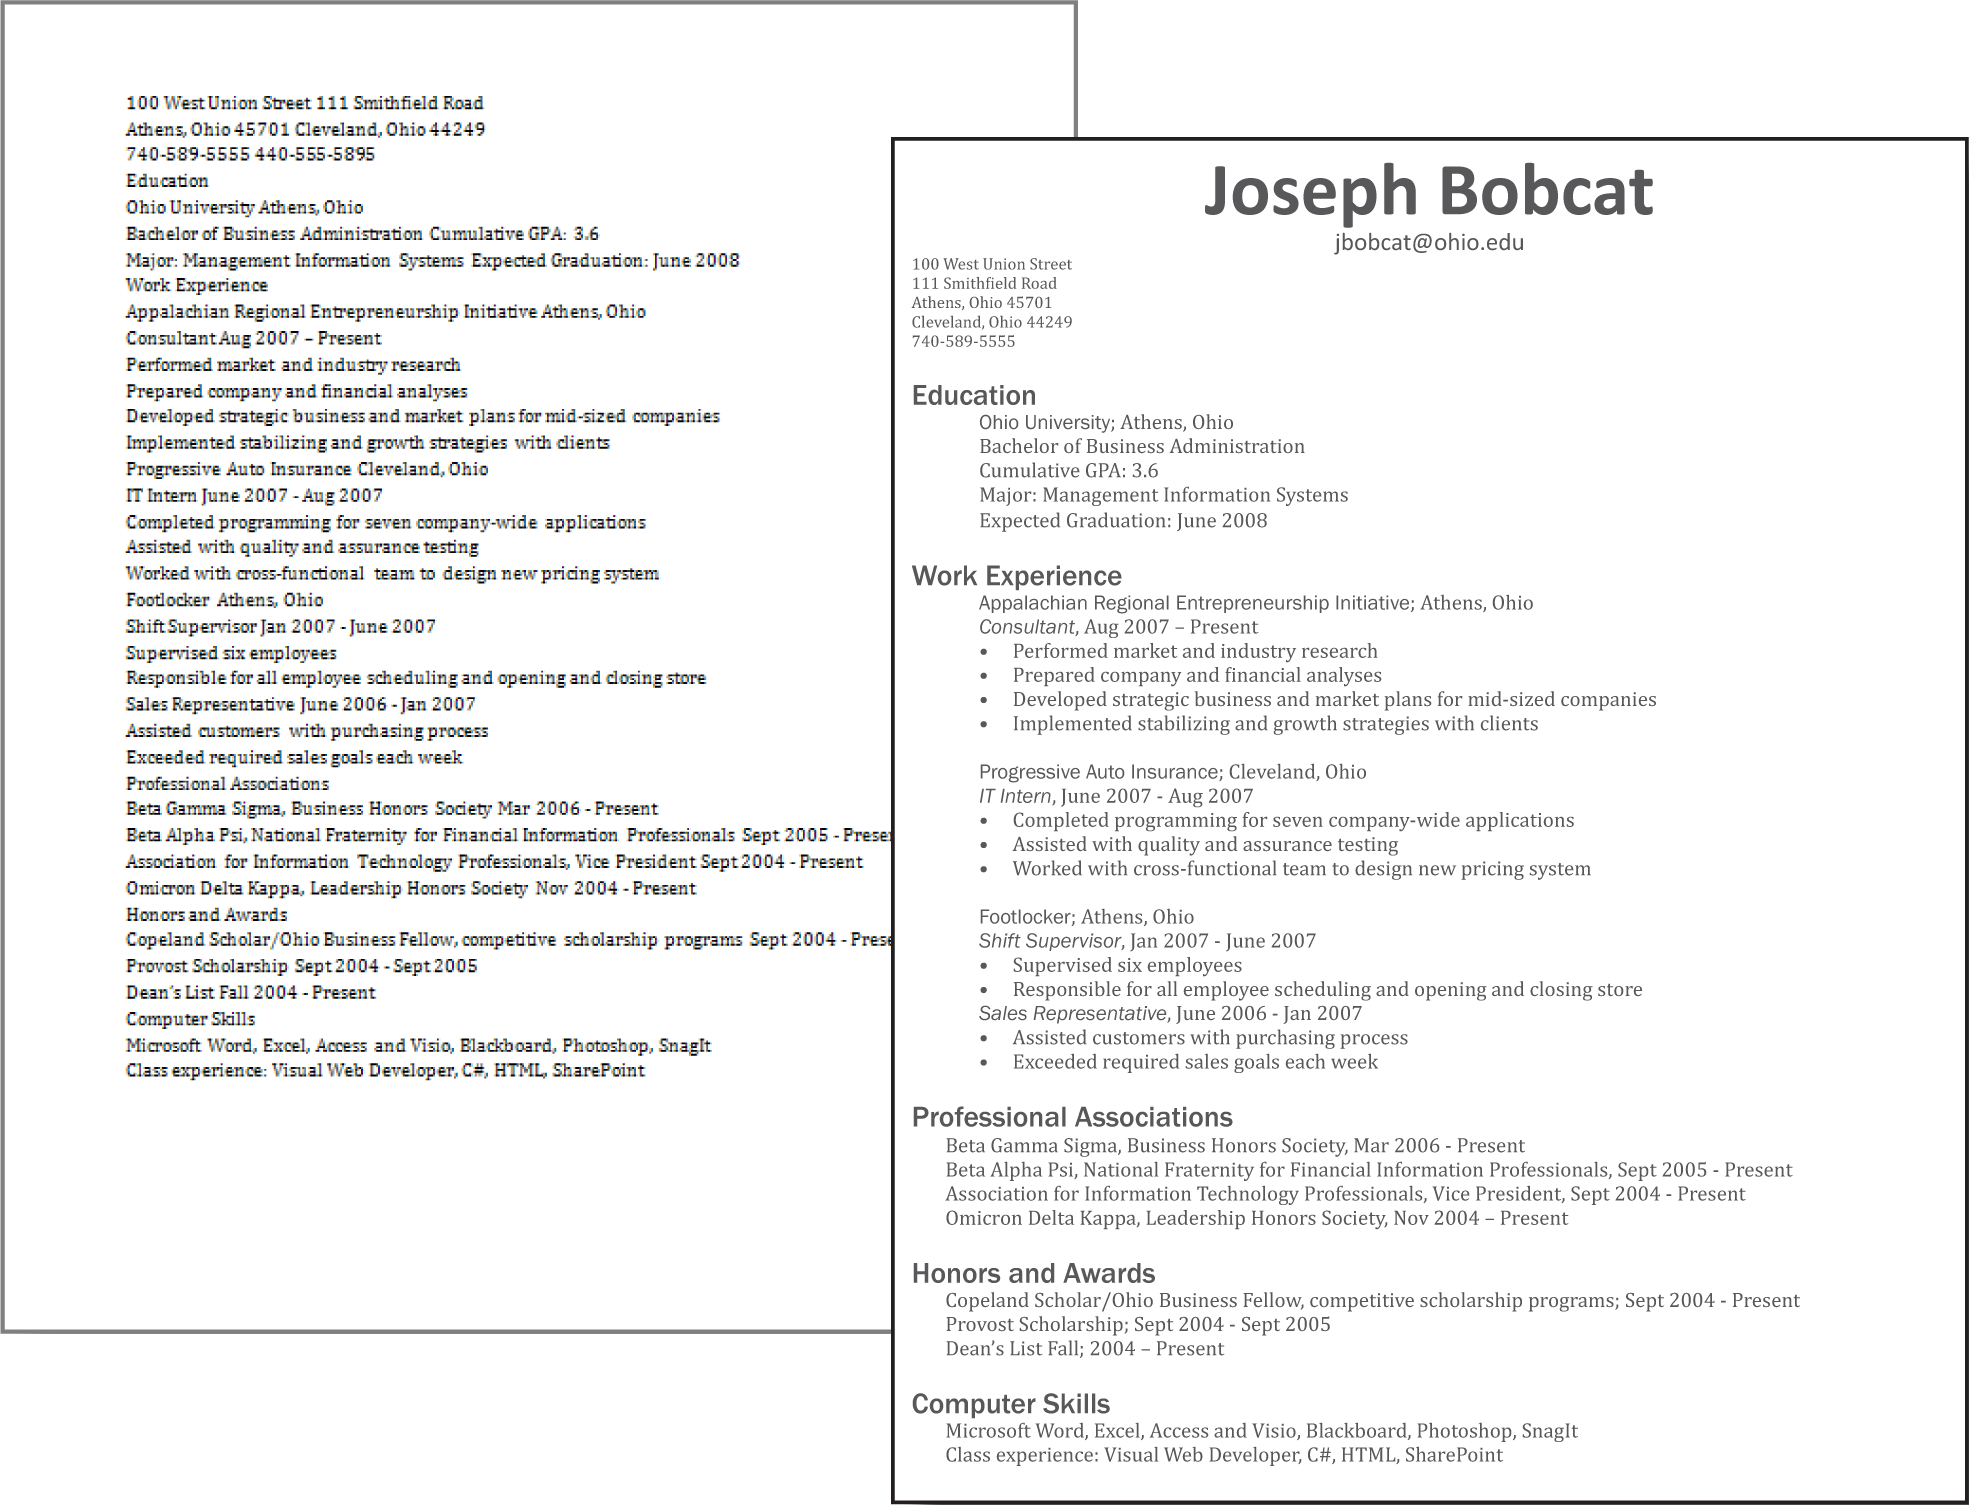 100 West Union Street 111 Smithfield Road
Athens, Ohio 45701 Cleveland, Ohio 44249
740-589-5555 440-555-5895
Education
Ohio University Athens, Ohio
Bachelor of Business Administration Cumulative GPA: 3.6
Major: Management Information Systems Expected Graduation: June 2008
Work Experience
Appalachian Regional Entrepreneurship Initiative Athens, Ohio
Consultant Aug 2007 – Present
Performed market and industry research
Prepared company and financial analyses
Developed strategic business and market plans for mid-sized companies
Implemented stabilizing and growth strategies with clients
Progressive Auto Insurance Cleveland, Ohio
IT Intern June 2007 - Aug 2007
Completed programming for seven company-wide applications
Assisted with quality and assurance testing
Worked with cross-functional team to design new pricing system
Footlocker Athens, Ohio
Shift Supervisor Jan 2007 - June 2007
Supervised six employees
Responsible for all employee scheduling and opening and closing store
Sales Representative June 2006 - Jan 2007
Assisted customers with purchasing process
Exceeded required sales goals each week
Professional Associations
Beta Gamma Sigma, Business Honors Society Mar 2006 - Present
Beta Alpha Psi, National Fraternity for Financial Information Professionals Sept 2005 -
Association for Information Technology Professionals, Vice President Sept 2004 - Present
Omicron Delta Kappa, Leadership Honors Society Nov 2004 - Present
Honors and Awards
Copeland Scholar/Ohio Business Fellow, competitive scholarship programs Sept 2004 -
Provost Scholarship Sept 2004 - Sept 2005
Dean’s List Fall 2004 - Present
Computer Skills
Microsoft Word, Excel, Access and Visio, Blackboard, Photoshop, SnagIt
Class experience: Visual Web Developer, C#, HTML, SharePoint
Joseph Bobcat
jbobcat@ohio.edu
100 West Union Street
111 Smithfield Road
Athens, Ohio 45701
Cleveland, Ohio 44249
740-589-5555
Education
Ohio University; Athens, Ohio
Bachelor of Business Administration
Cumulative GPA: 3.6
Major: Management Information Systems
Expected Graduation: June 2008
Work Experience
Appalachian Regional Entrepreneurship Initiative; Athens, Ohio
Consultant, Aug 2007 – Present
• Performed market and industry research
• Prepared company and financial analyses
• Developed strategic business and market plans for mid-sized companies
• Implemented stabilizing and growth strategies with clients
Progressive Auto Insurance; Cleveland, Ohio
IT Intern, June 2007 - Aug 2007
• Completed programming for seven company-wide applications
• Assisted with quality and assurance testing
• Worked with cross-functional team to design new pricing system
Footlocker; Athens, Ohio
Shift Supervisor, Jan 2007 - June 2007
• Supervised six employees
• Responsible for all employee scheduling and opening and closing store
Sales Representative, June 2006 - Jan 2007
• Assisted customers with purchasing process
• Exceeded required sales goals each week
Professional Associations
Beta Gamma Sigma, Business Honors Society, Mar 2006 - Present
Beta Alpha Psi, National Fraternity for Financial Information Professionals, Sept 2005 - Present
Association for Information Technology Professionals, Vice President, Sept 2004 - Present
Omicron Delta Kappa, Leadership Honors Society, Nov 2004 – Present
Honors and Awards
Copeland Scholar/Ohio Business Fellow, competitive scholarship programs; Sept 2004 - Present
Provost Scholarship; Sept 2004 - Sept 2005
Dean’s List Fall; 2004 – Present
Computer Skills
Microsoft Word, Excel, Access and Visio, Blackboard, Photoshop, SnagIt
Class experience: Visual Web Developer, C#, HTML, SharePoint